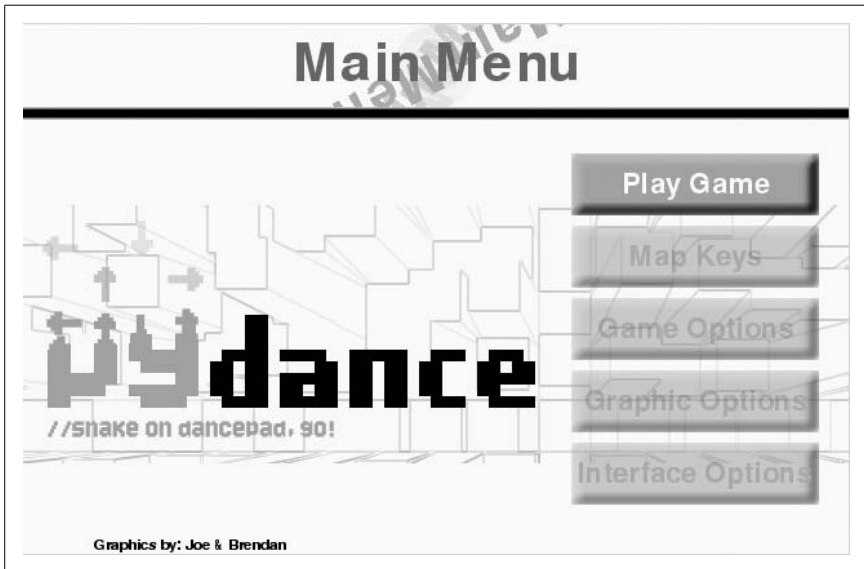 Main Menu
Play Game
Map Keys
Game Options
Graphic Options
Interface Options
pydance
//snake on dancepad, go!
Graphics by: Joe & Brendan